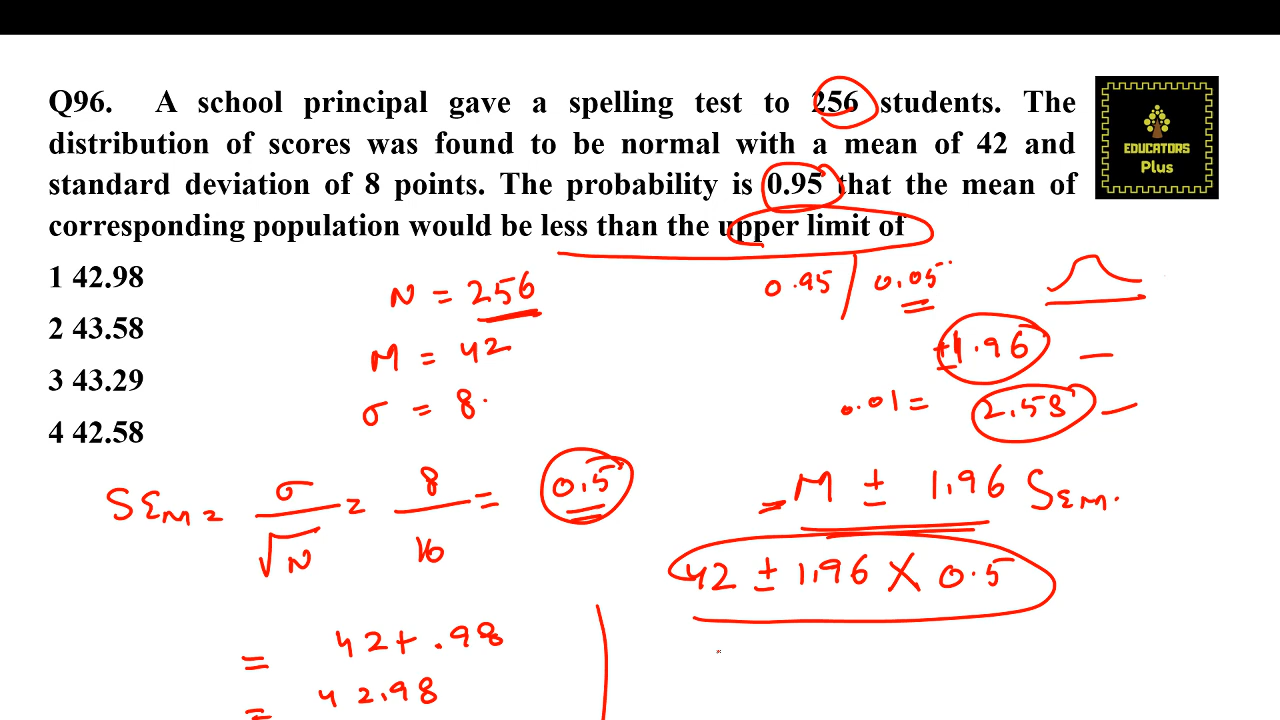 Q96. A school principal gave a spelling test to 256 students. The
distribution of scores was found to be normal with a mean of 42 and
standard deviation of 8 points. The probability is 0.95 that the mean of
corresponding population would be less than the upper limit of
EDUCATORS
Plus
1 42.98
2 43.58
3 43.29
4 42.58
N = 256
M = 42
σ = 8
0.95 | 0.05
±1.96 —
0.01 = 2.58 —
SEM = σ/√N = 8/16 = 0.5
= M ± 1.96 SEM.
42 ± 1.96 × 0.5
= 42 + .98
= 42.98